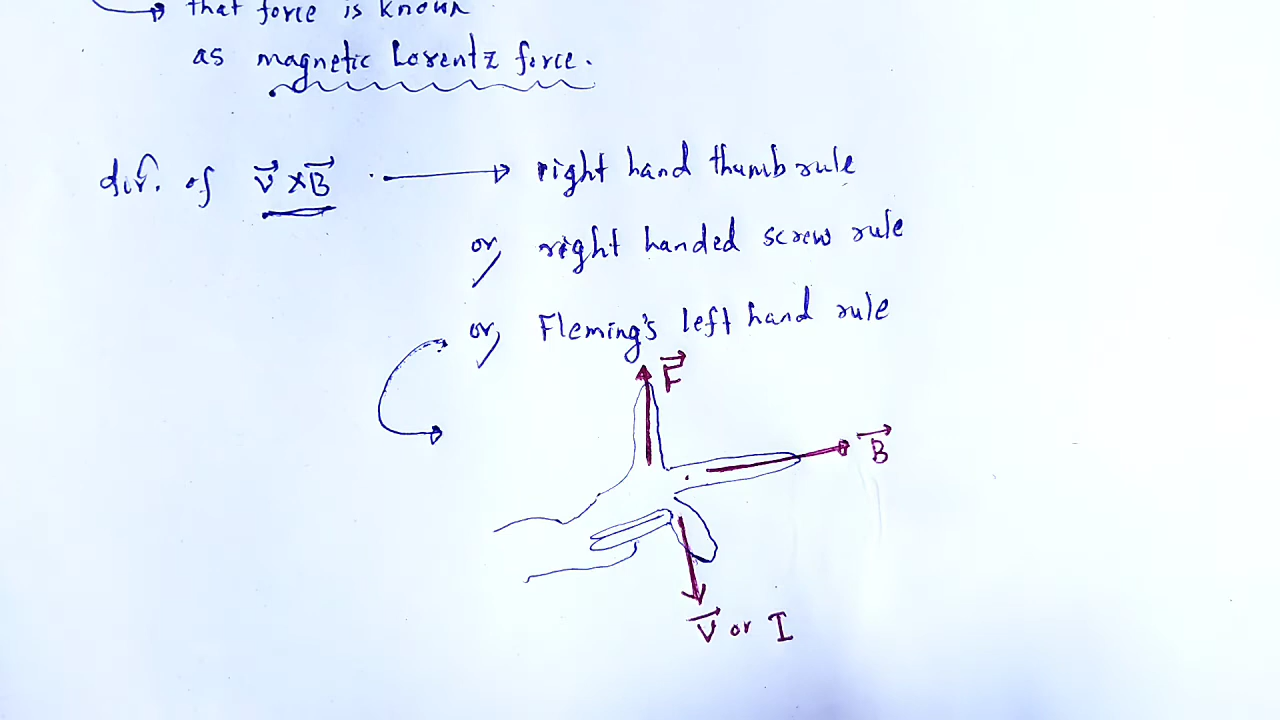 that force is known
as magnetic Lorentz force.
dir. of V⃗ × B⃗ → right hand thumb rule
or, right handed screw rule
or, Fleming's left hand rule
F⃗
B⃗
V⃗ or I